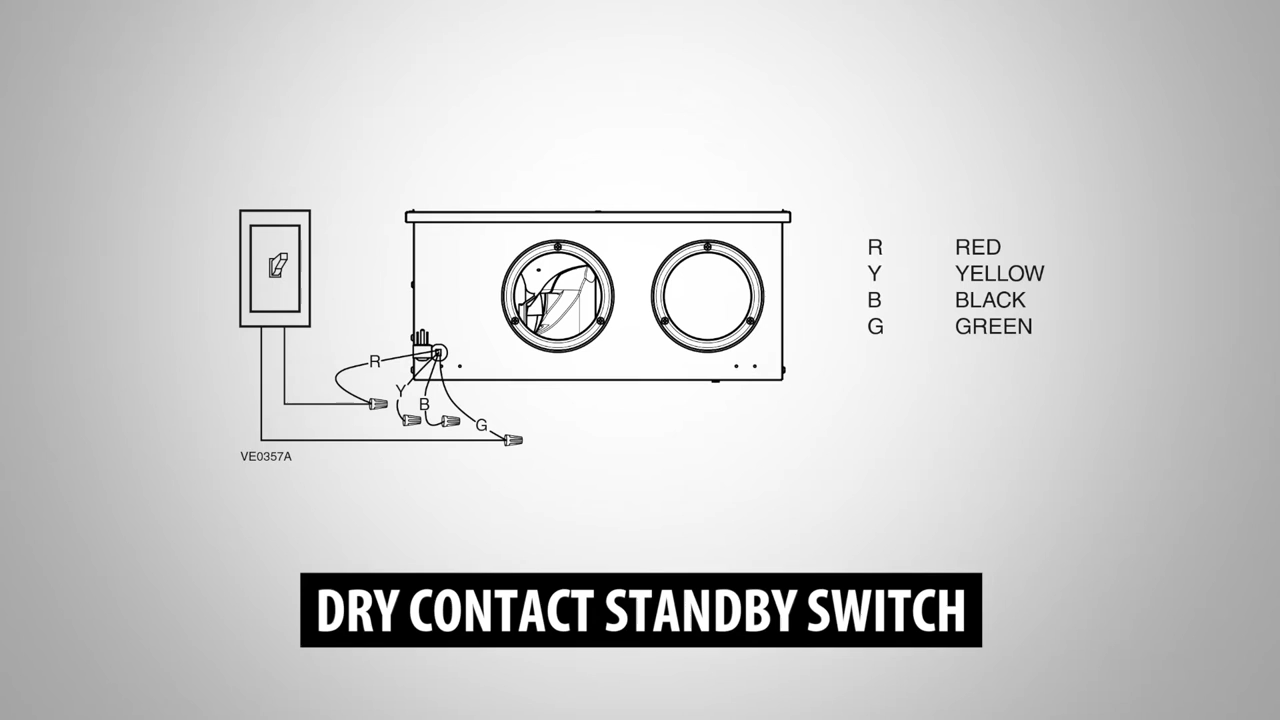 R RED
Y YELLOW
B BLACK
G GREEN
R
Y
B
G
VE0357A
DRY CONTACT STANDBY SWITCH